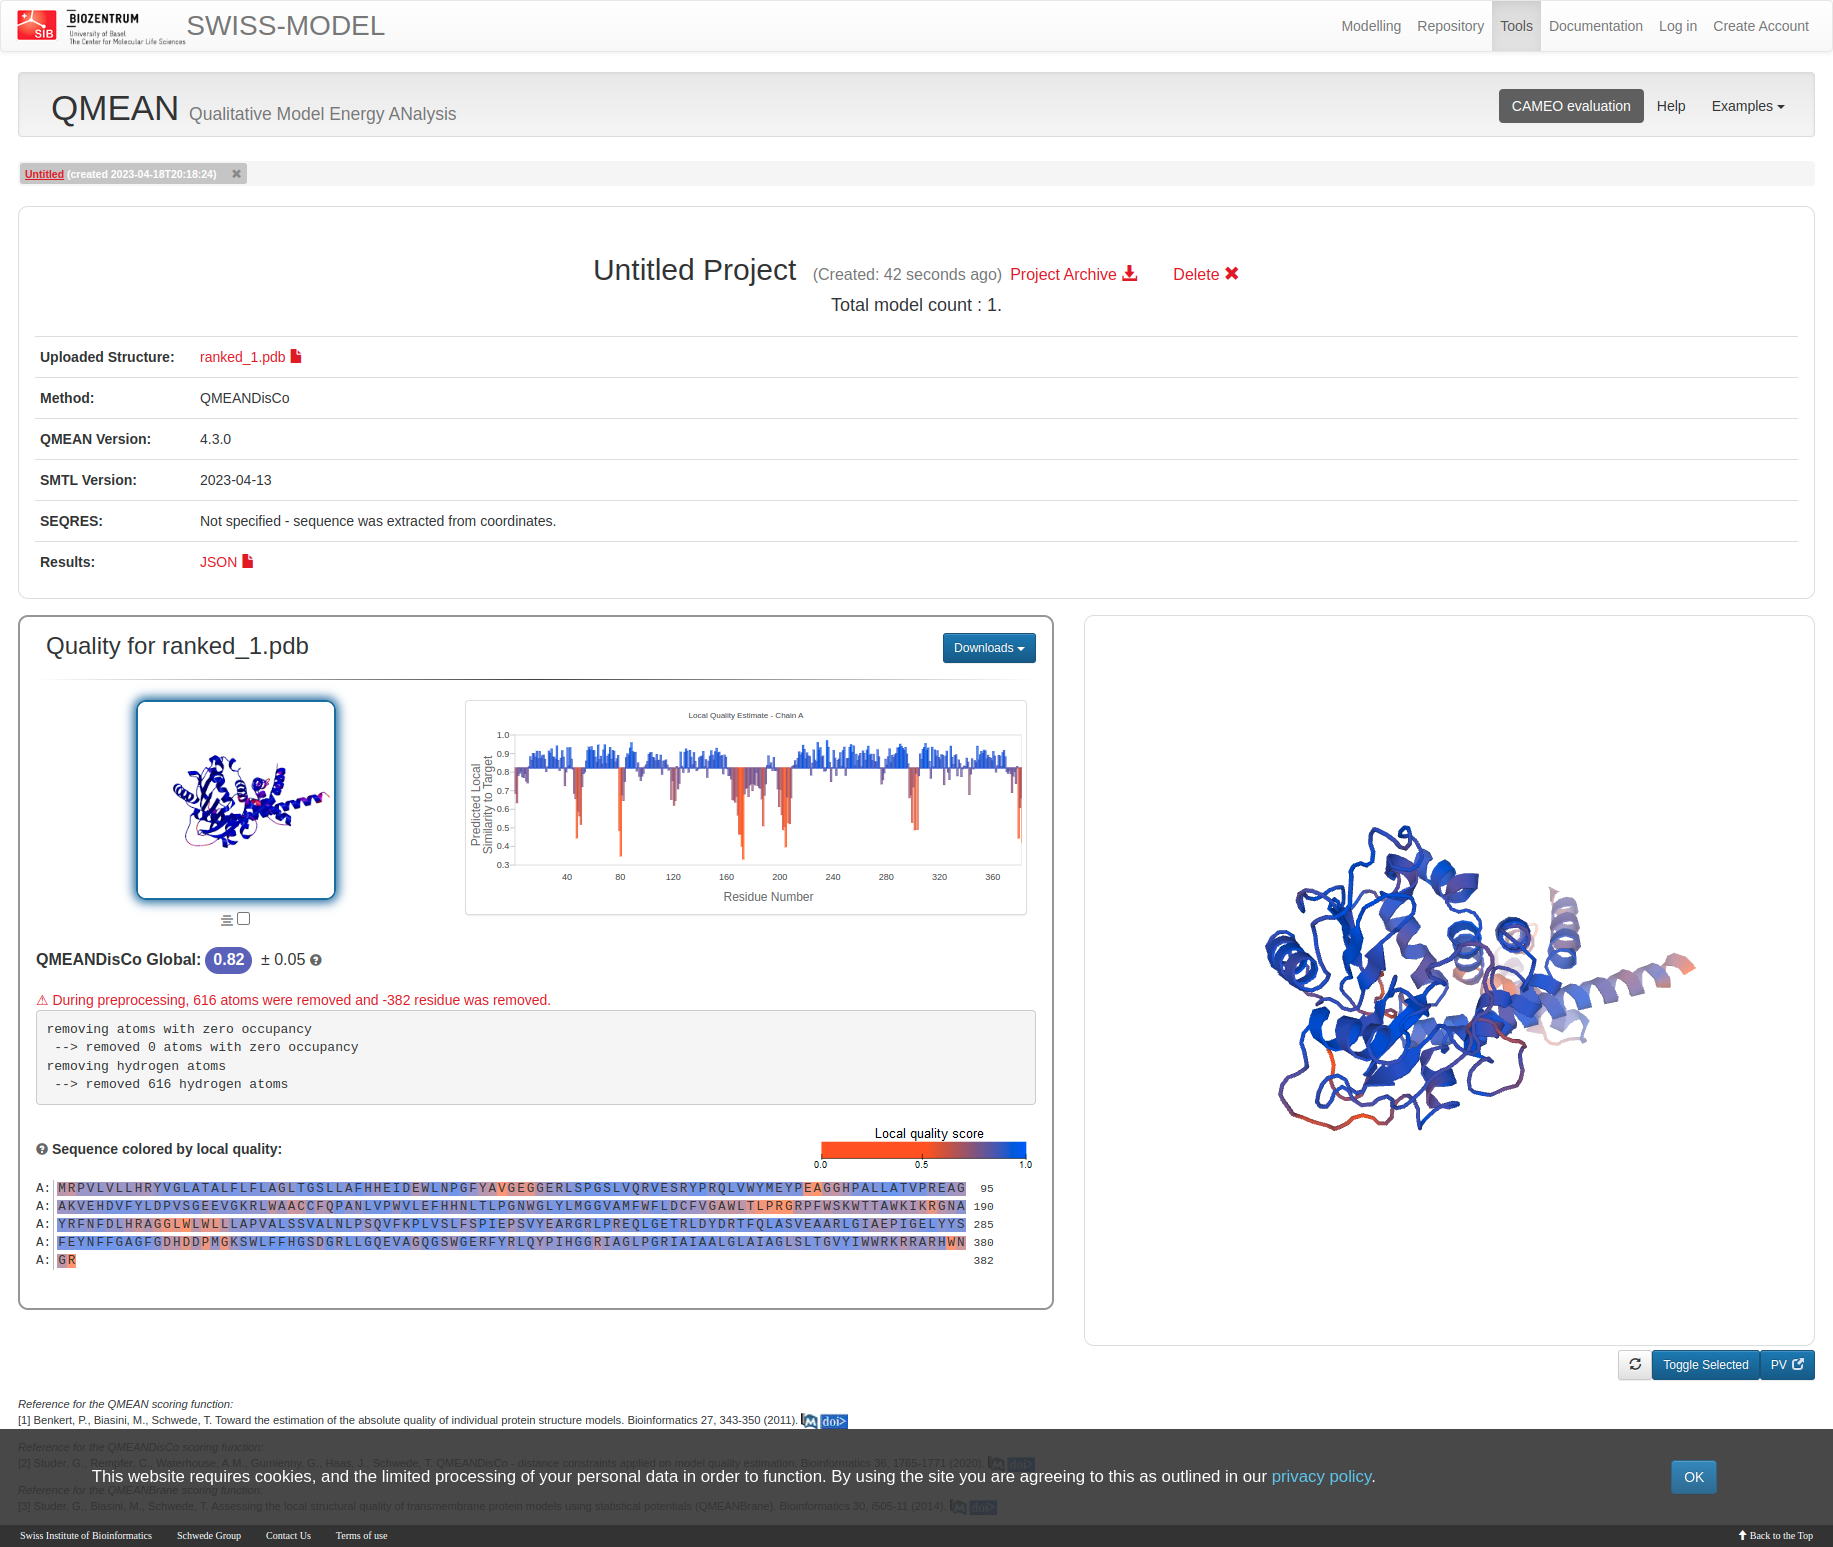 SIB
BIOZENTRUM
University of Basel
The Center for Molecular Life Sciences
SWISS-MODEL
Modelling
Repository
Tools
Documentation
Log in
Create Account
QMEAN Qualitative Model Energy ANalysis
CAMEO evaluation
Help
Examples
Untitled (created 2023-04-18T20:18:24)
Untitled Project (Created: 42 seconds ago) Project Archive Delete
Total model count : 1.
Uploaded Structure: ranked_1.pdb
Method: QMEANDisCo
QMEAN Version: 4.3.0
SMTL Version: 2023-04-13
SEQRES: Not specified - sequence was extracted from coordinates.
Results: JSON
Quality for ranked_1.pdb
Downloads
Local Quality Estimate - Chain A
Predicted Local
Similarity to Target
1.0
0.9
0.8
0.7
0.6
0.5
0.4
0.3
40 80 120 160 200 240 280 320 360
Residue Number
QMEANDisCo Global: 0.82 ± 0.05
⚠ During preprocessing, 616 atoms were removed and -382 residue was removed.
removing atoms with zero occupancy
--> removed 0 atoms with zero occupancy
removing hydrogen atoms
--> removed 616 hydrogen atoms
Sequence colored by local quality:
Local quality score
0.0 0.5 1.0
A: MRPVLVLLHRYVGLATALFLFLAGLTGSLLAFHHEIDEWLNPGFYAVGEGGERLSPGSLVQRVESRYPRQLVWYMEYPEAGGHPALLATVPREAG 95
A: AKVEHDVFYLDPVSGEEVGKRLWAACCFQPANLVPWVLEFHHNLTLPGNWGLYLMGGVAMFWFLDCFVGAWLTLPRGRPFWSKWTTAWKIKRGNA 190
A: YRFNFDLHRAGGLWLWLLLAPVALSSVALNLPSQVFKPLVSLFSPIEPSVYEARGRLPREQLGETRLDYDRTFQLASVEAARLGIAEPIGELYYS 285
A: FEYNFFGAGFGDHDDPMGKSWLFFHGSDGRLLGQEVAGQGSWGERFYRLQYPIHGGRIAGLPGRIAIAALGLAIAGLSLTGVYIWWRKRRARHWN 380
A: GR 382
Toggle Selected
PV
Reference for the QMEAN scoring function:
[1] Benkert, P., Biasini, M., Schwede, T. Toward the estimation of the absolute quality of individual protein structure models. Bioinformatics 27, 343-350 (2011). M doi>
Reference for the QMEANDisCo scoring function:
[2] Studer, G., Rempfer, C., Waterhouse, A.M., Gumienny, G., Haas, J., Schwede, T. QMEANDisCo - distance constraints applied on model quality estimation. Bioinformatics 36, 1765-1771 (2020). M doi>
This website requires cookies, and the limited processing of your personal data in order to function. By using the site you are agreeing to this as outlined in our privacy policy.
OK
Reference for the QMEANBrane scoring function:
[3] Studer, G., Biasini, M., Schwede, T. Assessing the local structural quality of transmembrane protein models using statistical potentials (QMEANBrane). Bioinformatics 30, i505-11 (2014). M doi>
Swiss Institute of Bioinformatics
Schwede Group
Contact Us
Terms of use
Back to the Top